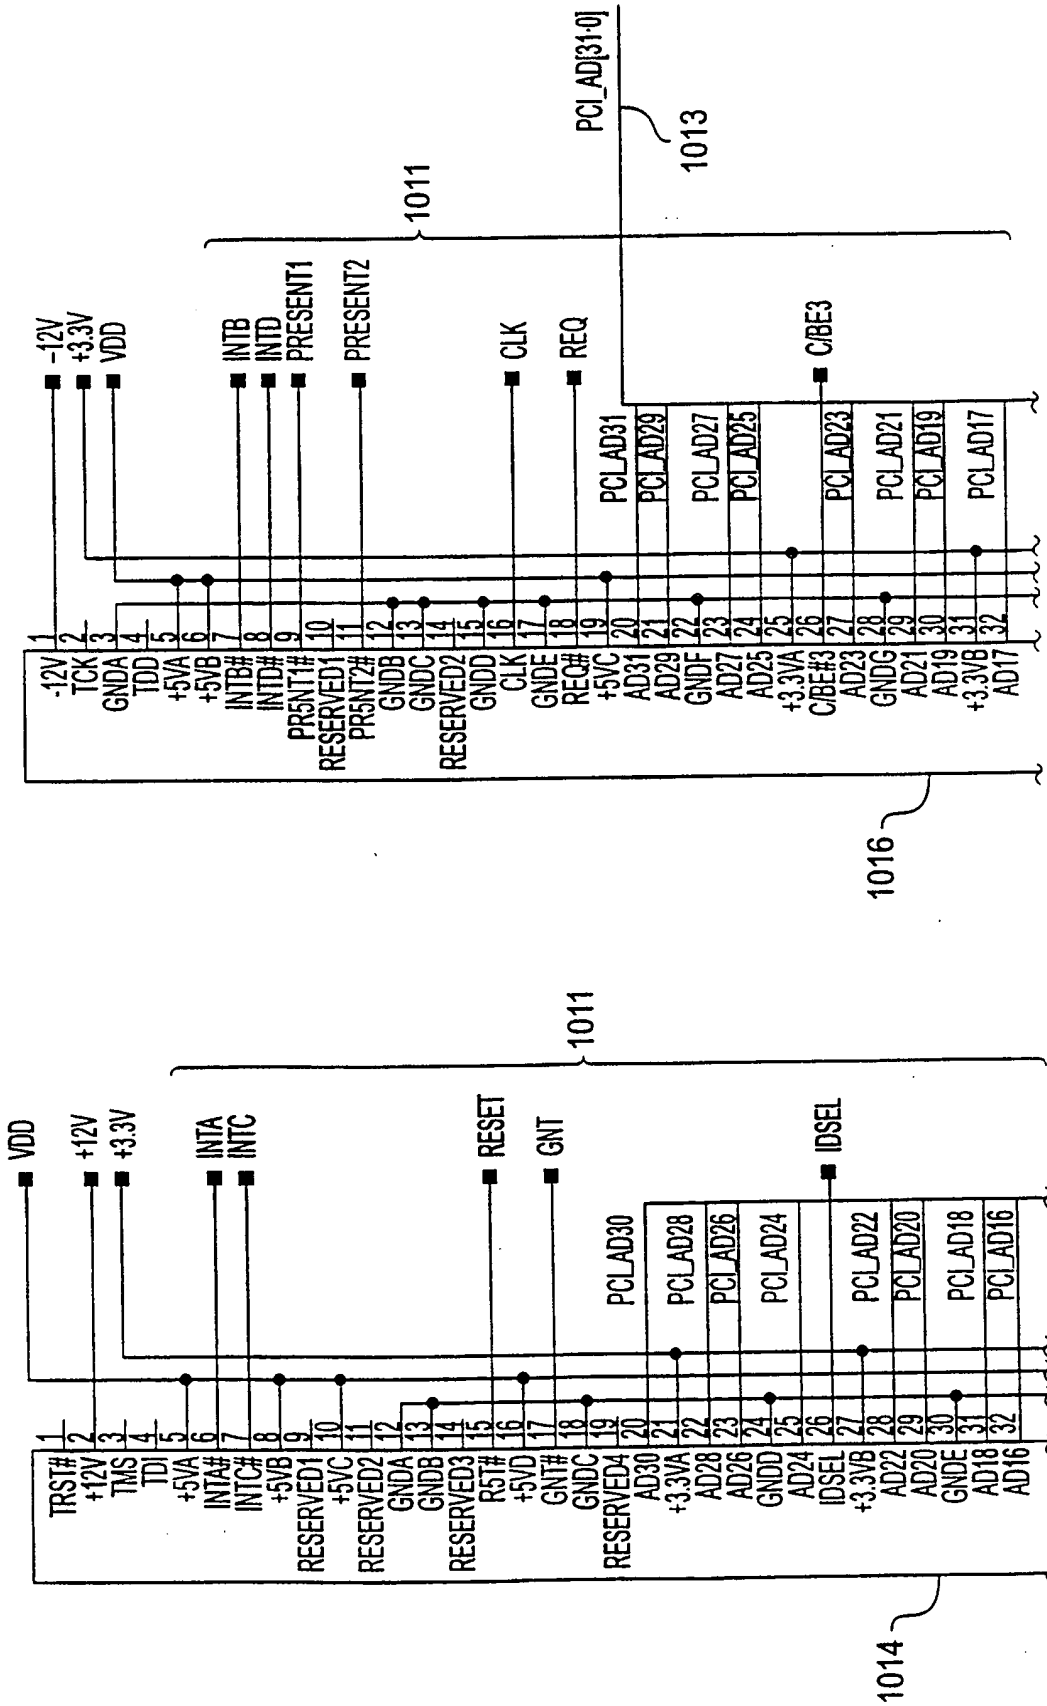 -12V
+3.3V
VDD
INTB
INTD
PRESENT1
PRESENT2
CLK
REQ
C/BE3
1011
PCI_AD[31:0]
1013
PCI_AD31
PCI_AD29
PCI_AD27
PCI_AD25
PCI_AD23
PCI_AD21
PCI_AD19
PCI_AD17
-12V 1
TCK 2
GNDA 3
TDD 4
+5VA 5
+5VB 6
INTB# 7
INTD# 8
PR5NT1# 9
RESERVED1 10
PR5NT2# 11
GNDB 12
GNDC 13
RESERVED2 14
GNDD 15
CLK 16
GNDE 17
REQ# 18
+5VC 19
AD31 20
AD29 21
GNDF 22
AD27 23
AD25 24
+3.3VA 25
C/BE#3 26
AD23 27
GNDG 28
AD21 29
AD19 30
+3.3VB 31
AD17 32
1016
VDD
+12V
+3.3V
INTA
INTC
RESET
GNT
IDSEL
1011
PCI_AD30
PCI_AD28
PCI_AD26
PCI_AD24
PCI_AD22
PCI_AD20
PCI_AD18
PCI_AD16
TRST# 1
+12V 2
TMS 3
TDI 4
+5VA 5
INTA# 6
INTC# 7
+5VB 8
RESERVED1 9
+5VC 10
RESERVED2 11
GNDA 12
GNDB 13
RESERVED3 14
R5T# 15
+5VD 16
GNT# 17
GNDC 18
RESERVED4 19
AD30 20
+3.3VA 21
AD28 22
AD26 23
GNDD 24
AD24 25
IDSEL 26
+3.3VB 27
AD22 28
AD20 29
GNDE 30
AD18 31
AD16 32
1014